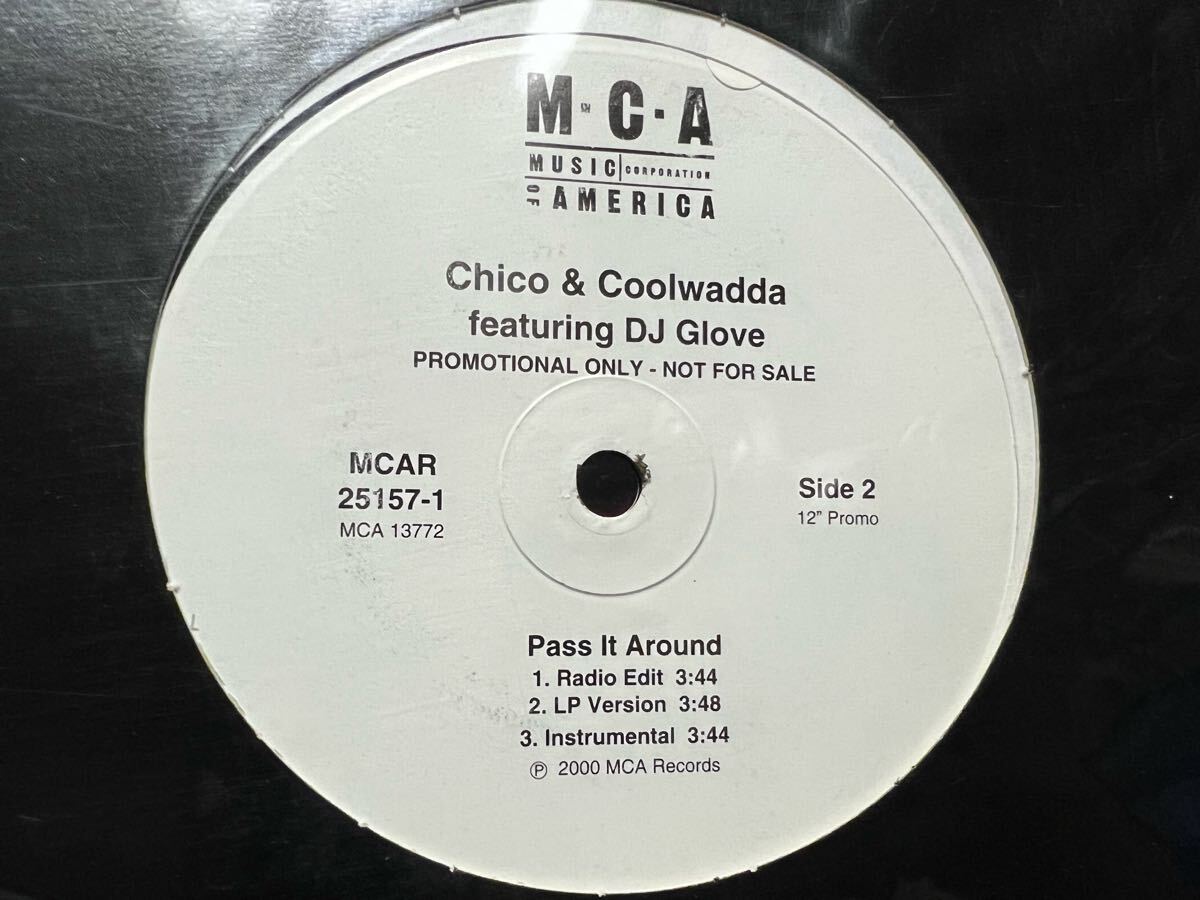 M·C·A
MUSIC CORPORATION
OF AMERICA
Chico & Coolwadda
featuring DJ Glove
PROMOTIONAL ONLY - NOT FOR SALE
MCAR
25157-1
MCA 13772
Side 2
12” Promo
Pass It Around
1. Radio Edit 3:44
2. LP Version 3:48
3. Instrumental 3:44
℗ 2000 MCA Records